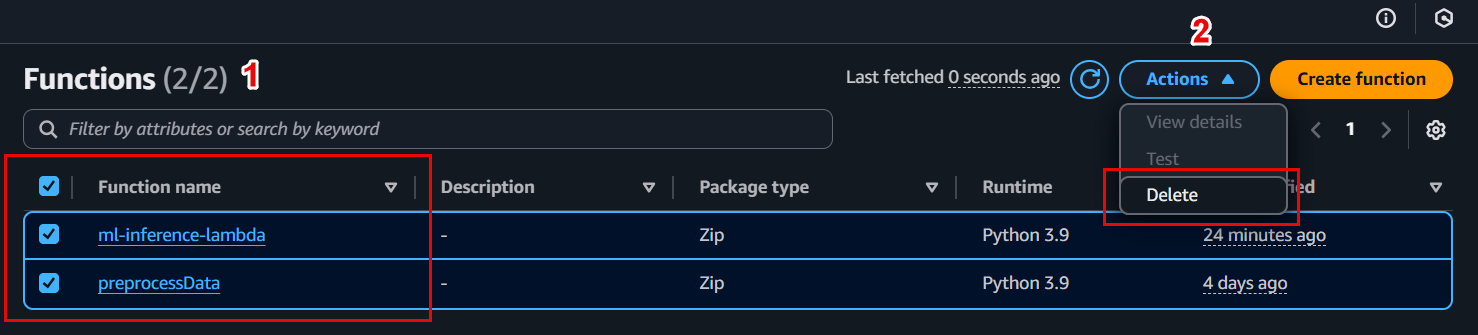 2
Functions (2/2) 1
Last fetched 0 seconds ago Actions Create function
Filter by attributes or search by keyword
View details
1
Test
Delete
Function name Description Package type Runtime fied
ml-inference-lambda - Zip Python 3.9 24 minutes ago
preprocessData - Zip Python 3.9 4 days ago